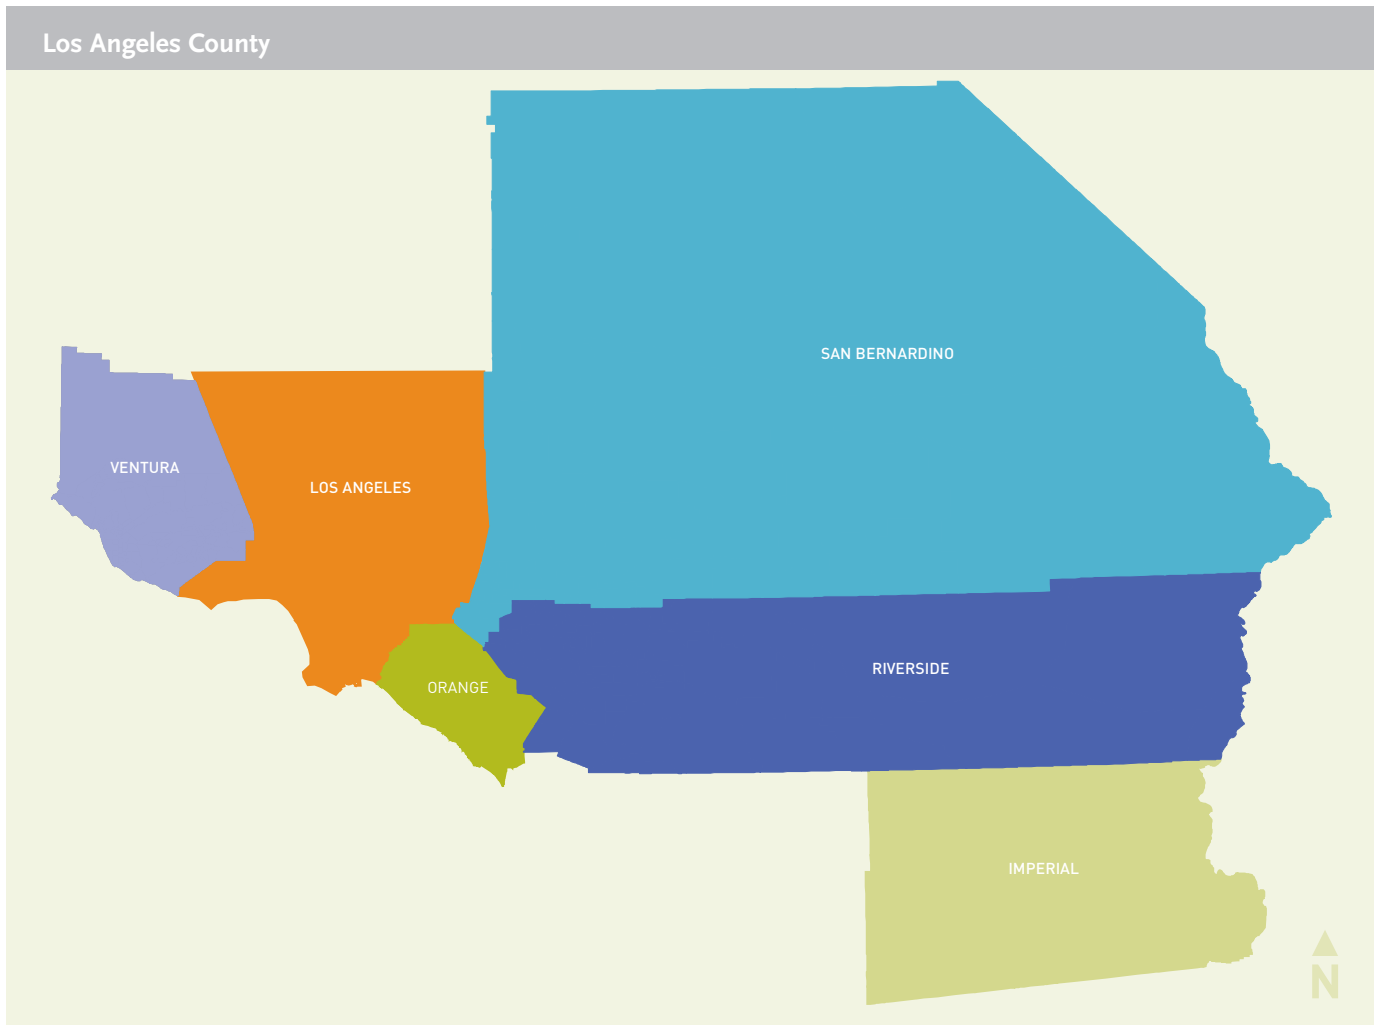 Los Angeles County
SAN BERNARDINO
VENTURA
LOS ANGELES
RIVERSIDE
ORANGE
IMPERIAL
N